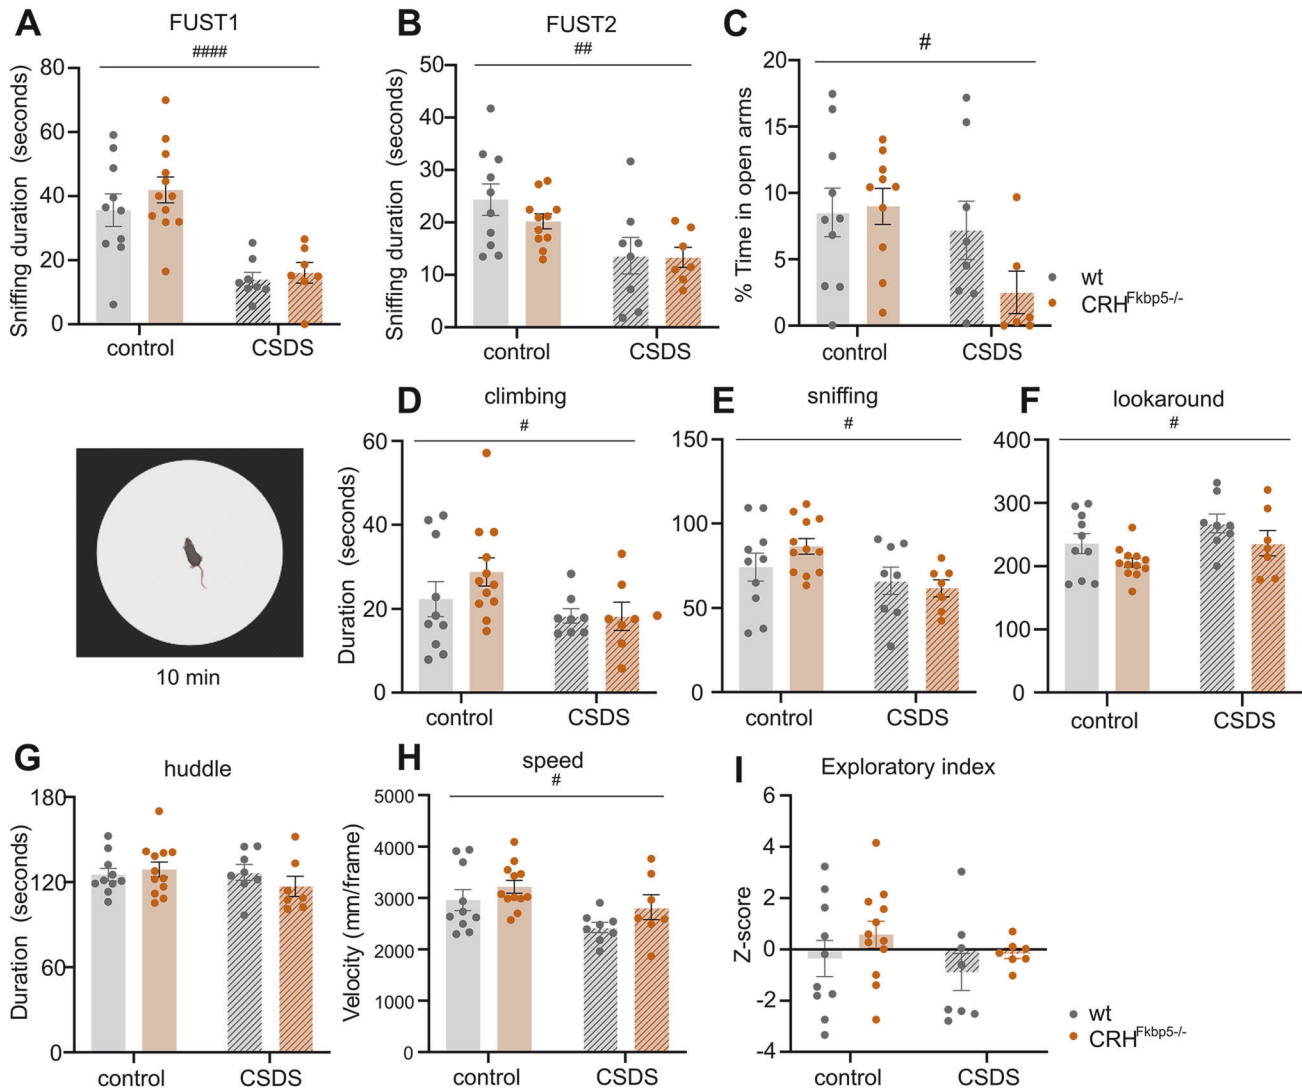 A
FUST1
####
Sniffing duration (seconds)
80
60
40
20
0
control
CSDS
B
FUST2
##
Sniffing duration (seconds)
50
40
30
20
10
0
control
CSDS
C
#
% Time in open arms
20
15
10
5
0
control
CSDS
wt
CRHFkbp5-/-
10 min
D
climbing
#
Duration (seconds)
60
40
20
0
control
CSDS
E
sniffing
#
150
100
50
0
control
CSDS
F
lookaround
#
400
300
200
100
0
control
CSDS
G
huddle
Duration (seconds)
180
120
60
0
control
CSDS
H
speed
#
Velocity (mm/frame)
5000
4000
3000
2000
1000
0
control
CSDS
I
Exploratory index
Z-score
6
4
2
0
-2
-4
control
CSDS
wt
CRHFkbp5-/-